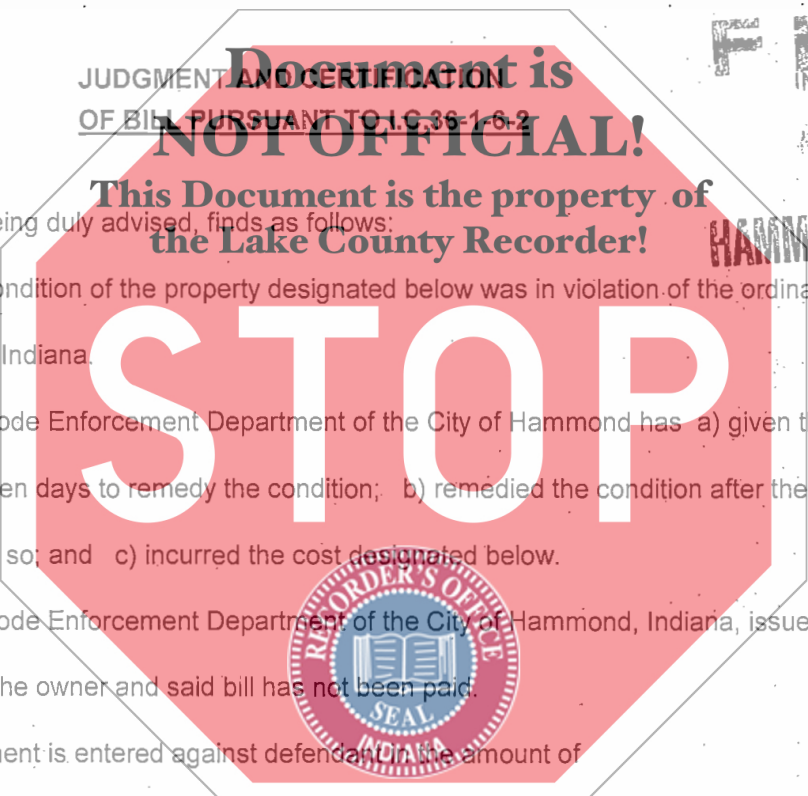 Document is
JUDGMENT AND CERTIFICATION
OF BILL PURSUANT TO I.C.36-1-6-2
NOT OFFICIAL!
This Document is the property of
eing duly advised, finds as follows:
the Lake County Recorder!
HAMM
ondition of the property designated below was in violation of the ordina
Indiana.
STOP
ode Enforcement Department of the City of Hammond has a) given t
en days to remedy the condition; b) remedied the condition after the
so; and c) incurred the cost designated below.
RECORDER'S OFFICE
ode Enforcement Department of the City of Hammond, Indiana, issue
he owner and said bill has not been paid.
SEAL
INDIANA
ment is entered against defendant in the amount of